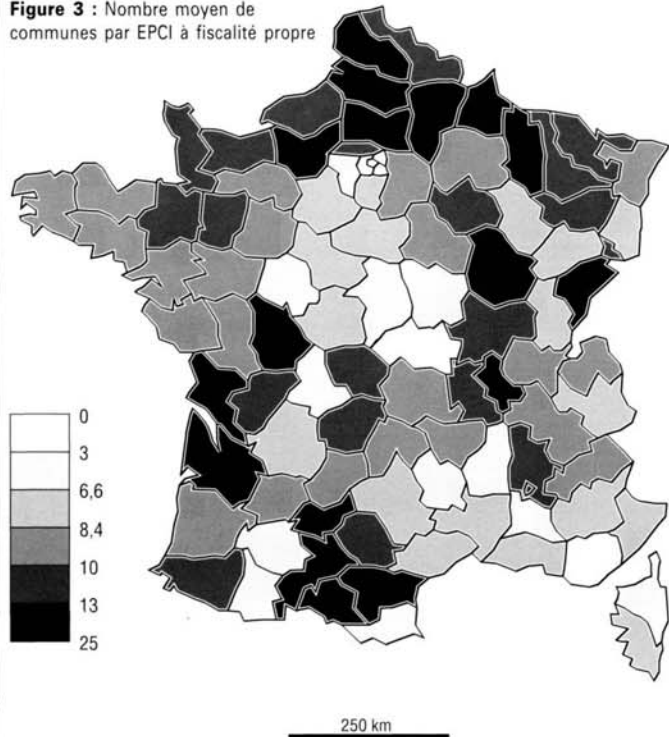 Figure 3 : Nombre moyen de
communes par EPCI à fiscalité propre
0
3
6,6
8,4
10
13
25
250 km